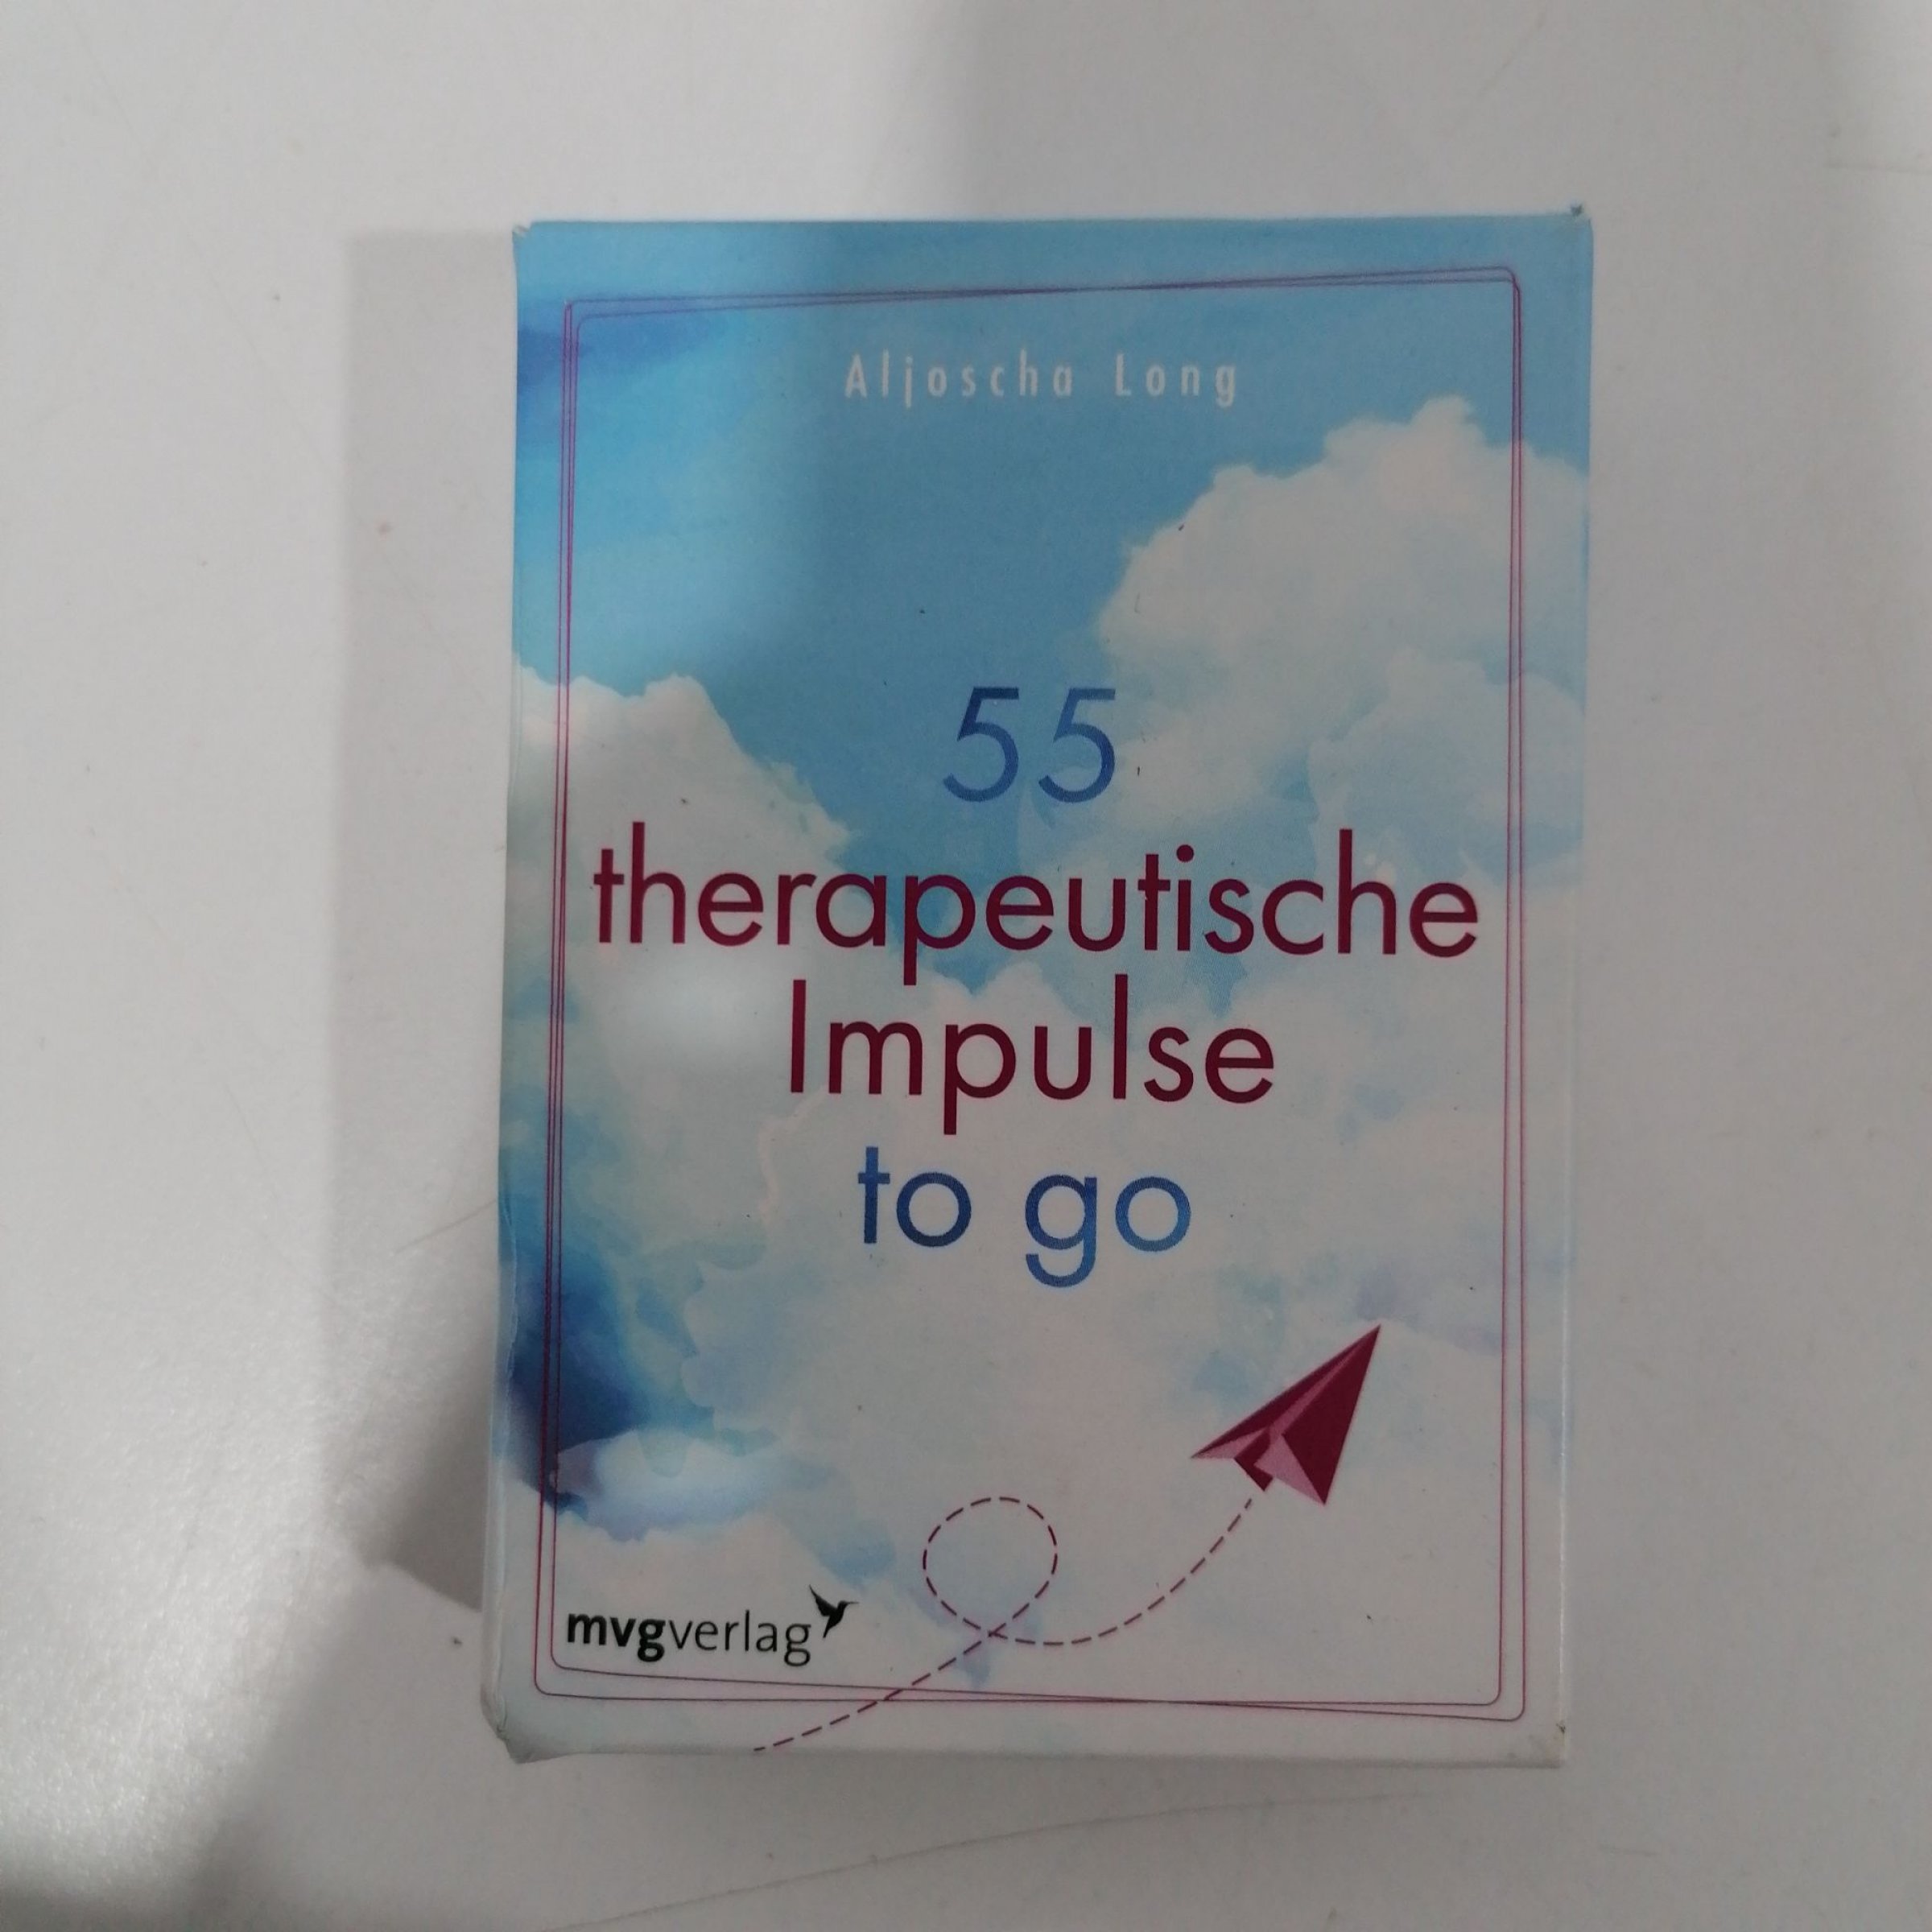 Aljoscha Long
55
therapeutische
Impulse
to go
mvgverlag